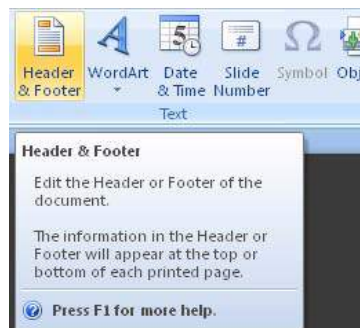 Header & Footer
WordArt
Date & Time
Slide Number
Symbol
Obj
#
Ω
Text
Header & Footer
Edit the Header or Footer of the
document.
The information in the Header or
Footer will appear at the top or
bottom of each printed page.
Press F1 for more help.